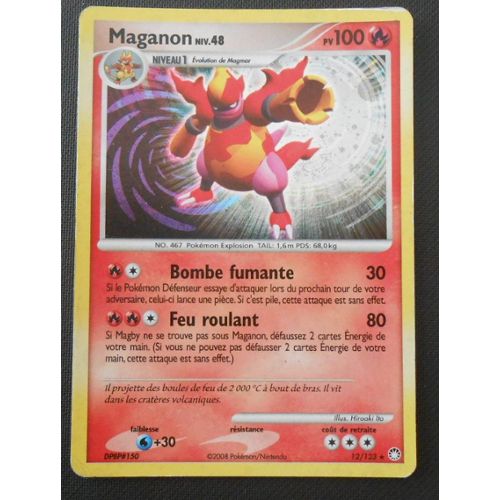 Maganon NIV.48 PV 100
NIVEAU 1 Évolution de Magmar
NO. 467 Pokémon Explosion TAIL: 1,6m PDS: 68,0kg
Bombe fumante 30
Si le Pokémon Défenseur essaye d'attaquer lors du prochain tour de votre
adversaire, celui-ci lance une pièce. Si c'est pile, cette attaque est sans effet.
Feu roulant 80
Si Magby ne se trouve pas sous Maganon, défaussez 2 cartes Énergie de
votre main. (Si vous ne pouvez pas défausser 2 cartes Énergie de votre
main, cette attaque est sans effet.)
Il projette des boules de feu de 2 000 °C à bout de bras. Il vit
dans les cratères volcaniques.
Illus. Hiroaki Ito
faiblesse résistance coût de retraite
+30
DPBP#150 ©2008 Pokémon/Nintendo 12/123 ★